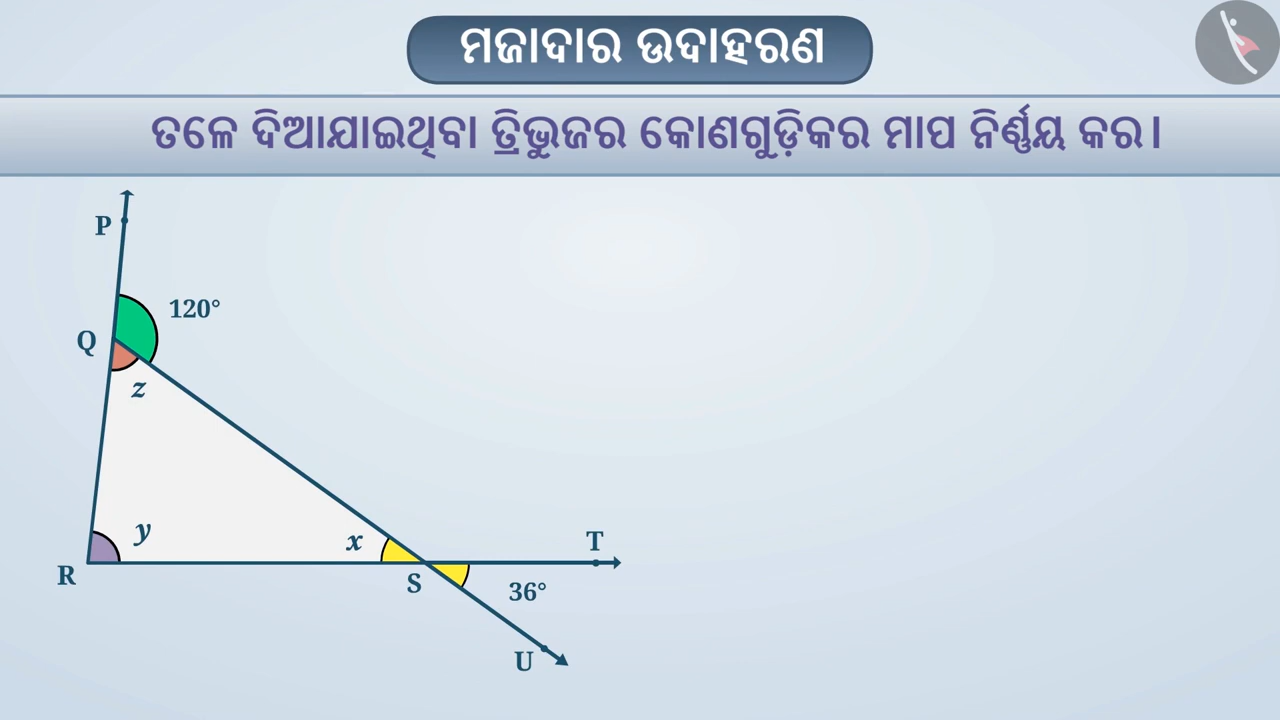 ମଜାଦାର ଉଦାହରଣ
ତଳେ ଦିଆଯାଇଥିବା ତ୍ରିଭୁଜର କୋଣଗୁଡ଼ିକର ମାପ ନିର୍ଣ୍ଣୟ କର।
P
120°
Q
z
y
x
T
R
S
36°
U